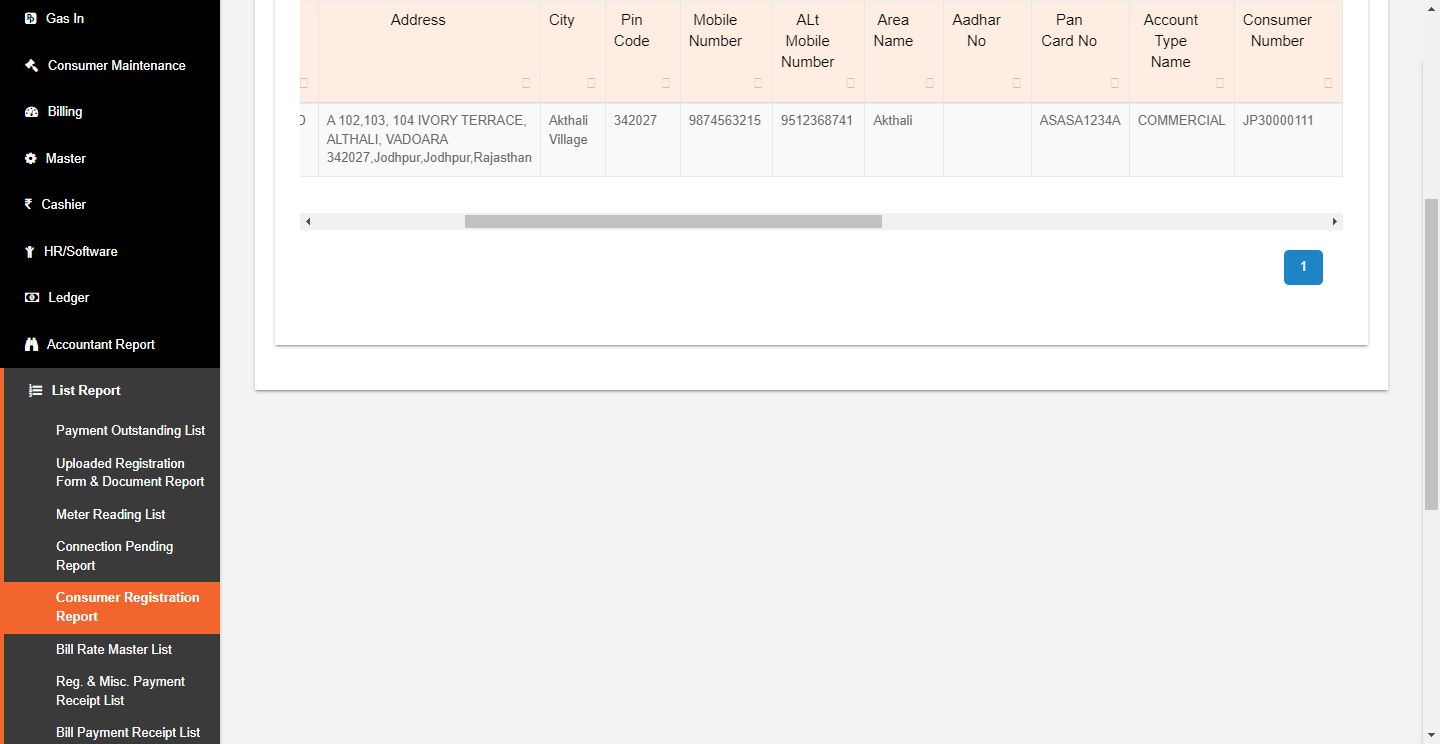 Gas In
Consumer Maintenance
Billing
Master
Cashier
HR/Software
Ledger
Accountant Report
List Report
Payment Outstanding List
Uploaded Registration
Form & Document Report
Meter Reading List
Connection Pending
Report
Consumer Registration
Report
Bill Rate Master List
Reg. & Misc. Payment
Receipt List
Bill Payment Receipt List
Address
City
Pin
Code
Mobile
Number
ALt
Mobile
Number
Area
Name
Aadhar
No
Pan
Card No
Account
Type
Name
Consumer
Number
A 102,103, 104 IVORY TERRACE,
ALTHALI, VADOARA
342027,Jodhpur,Jodhpur,Rajasthan
Akthali
Village
342027
9874563215
9512368741
Akthali
ASASA1234A
COMMERCIAL
JP30000111
1